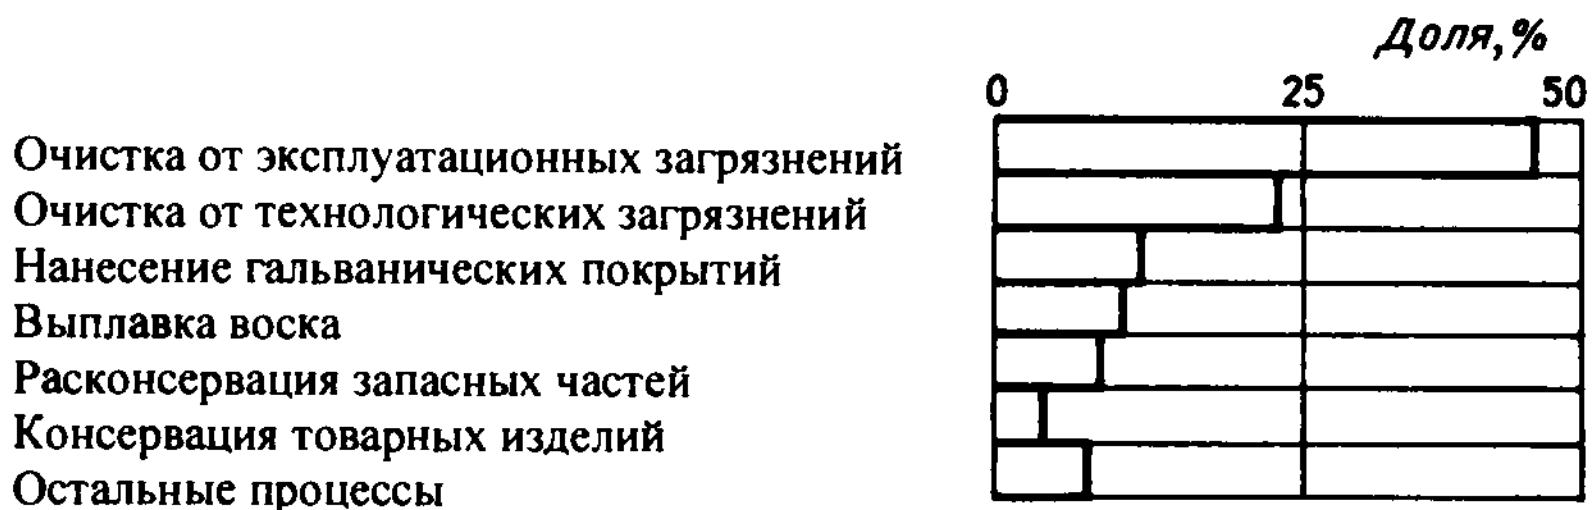 Доля, %
0 25 50
Очистка от эксплуатационных загрязнений
Очистка от технологических загрязнений
Нанесение гальванических покрытий
Выплавка воска
Расконсервация запасных частей
Консервация товарных изделий
Остальные процессы